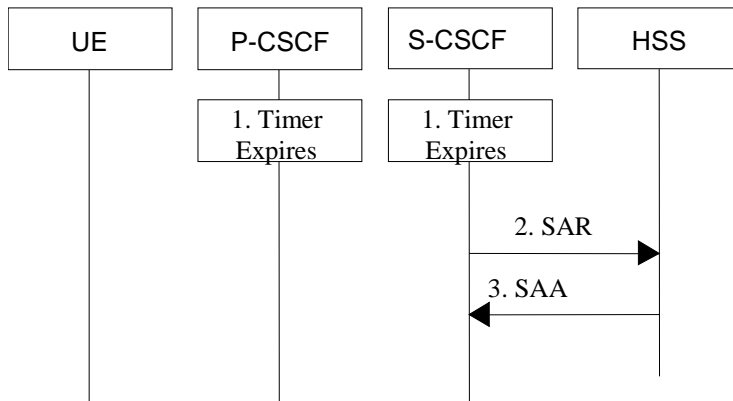 UE
P-CSCF
S-CSCF
HSS
1. Timer
Expires
1. Timer
Expires
2. SAR
3. SAA